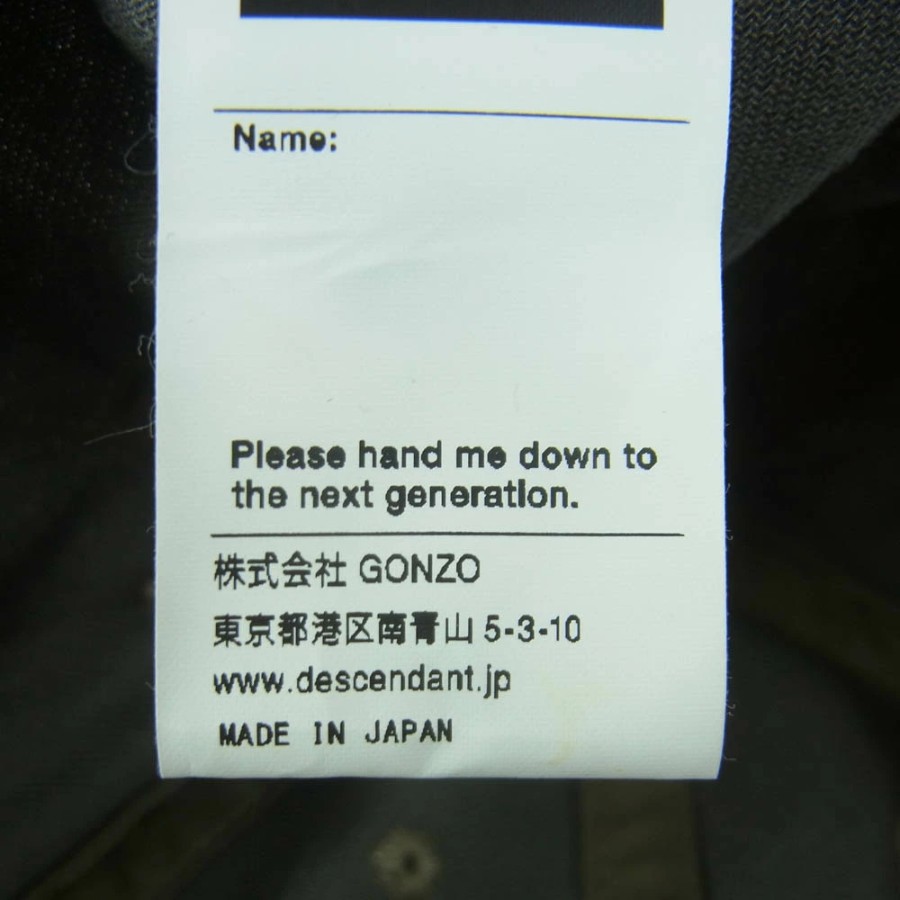 Name:
Please hand me down to
the next generation.
株式会社 GONZO
東京都港区南青山 5-3-10
www.descendant.jp
MADE IN JAPAN